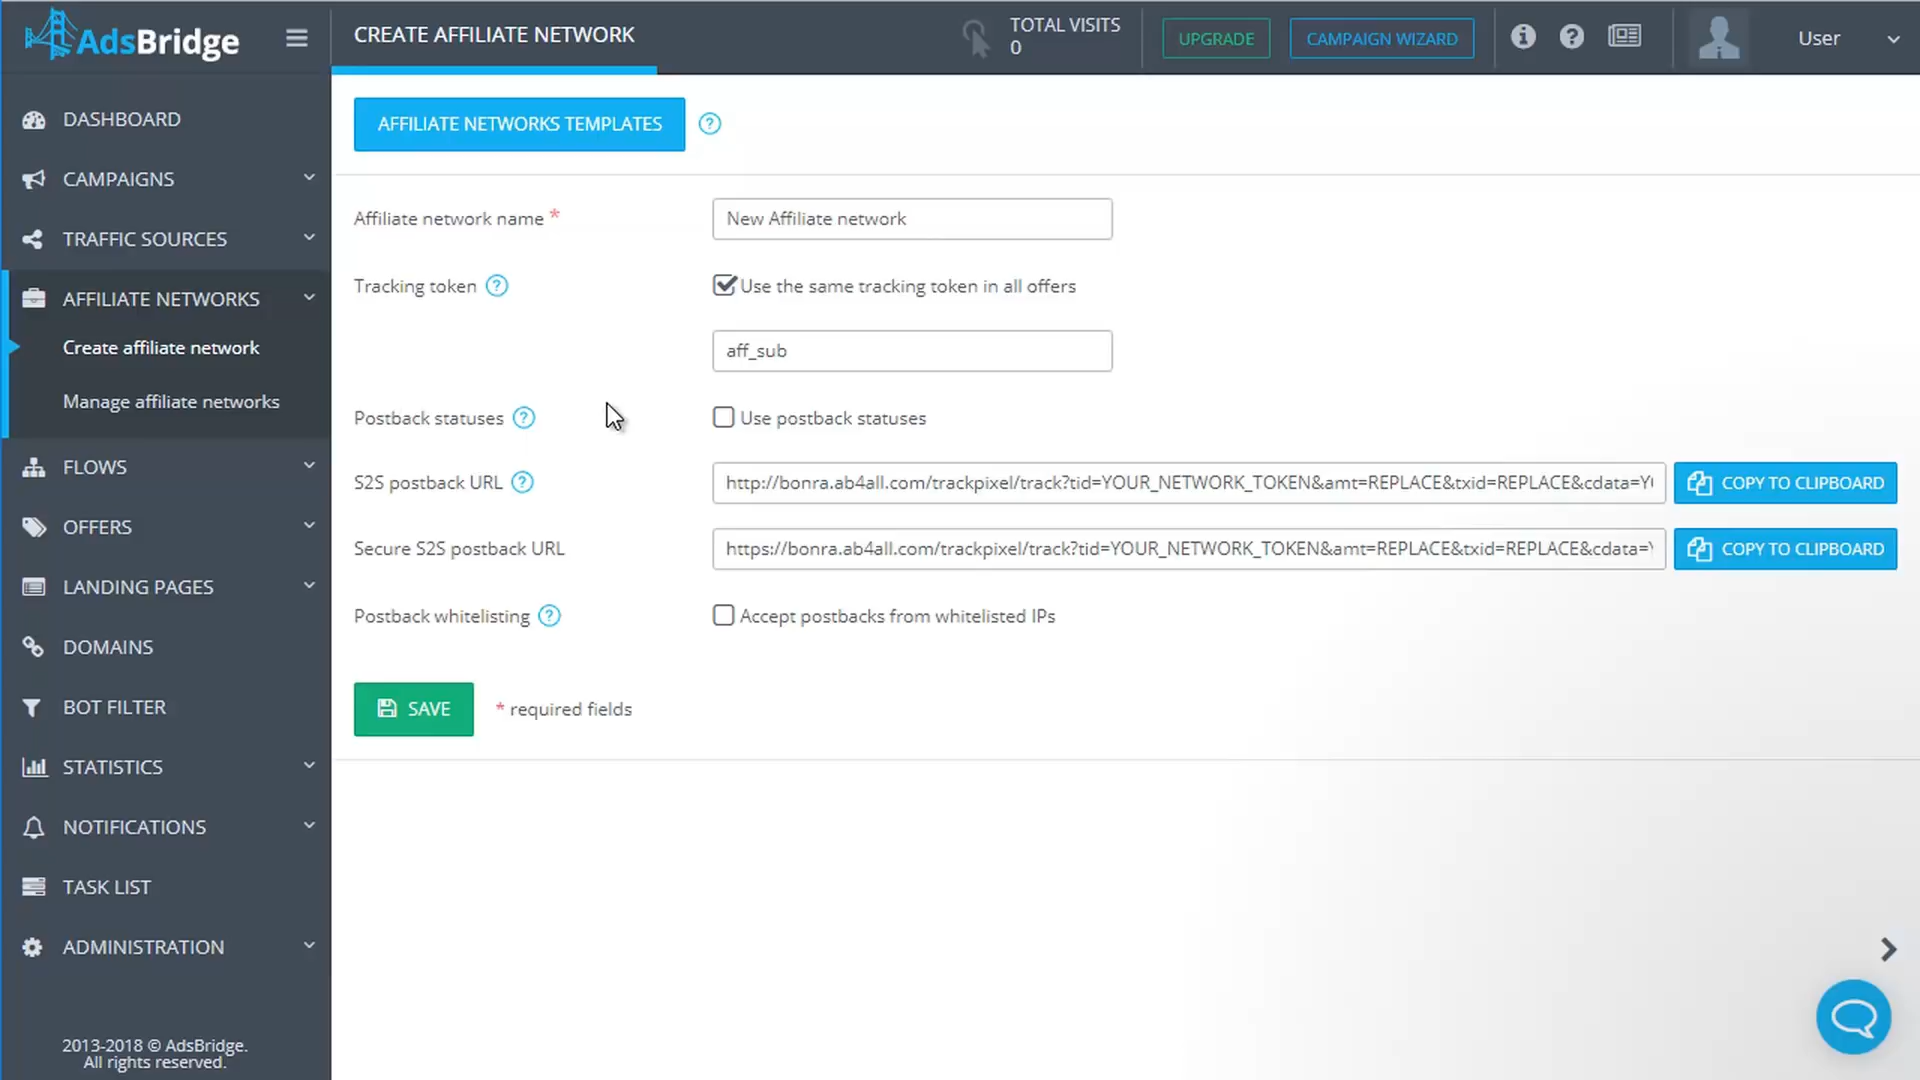 AdsBridge
CREATE AFFILIATE NETWORK
TOTAL VISITS
0
UPGRADE
CAMPAIGN WIZARD
User
DASHBOARD
CAMPAIGNS
TRAFFIC SOURCES
AFFILIATE NETWORKS
Create affiliate network
Manage affiliate networks
FLOWS
OFFERS
LANDING PAGES
DOMAINS
BOT FILTER
STATISTICS
NOTIFICATIONS
TASK LIST
ADMINISTRATION
2013-2018 © AdsBridge.
All rights reserved.
AFFILIATE NETWORKS TEMPLATES
Affiliate network name *
New Affiliate network
Tracking token
Use the same tracking token in all offers
aff_sub
Postback statuses
Use postback statuses
S2S postback URL
http://bonra.ab4all.com/trackpixel/track?tid=YOUR_NETWORK_TOKEN&amt=REPLACE&txid=REPLACE&cdata=Y
COPY TO CLIPBOARD
Secure S2S postback URL
https://bonra.ab4all.com/trackpixel/track?tid=YOUR_NETWORK_TOKEN&amt=REPLACE&txid=REPLACE&cdata=
COPY TO CLIPBOARD
Postback whitelisting
Accept postbacks from whitelisted IPs
SAVE
* required fields